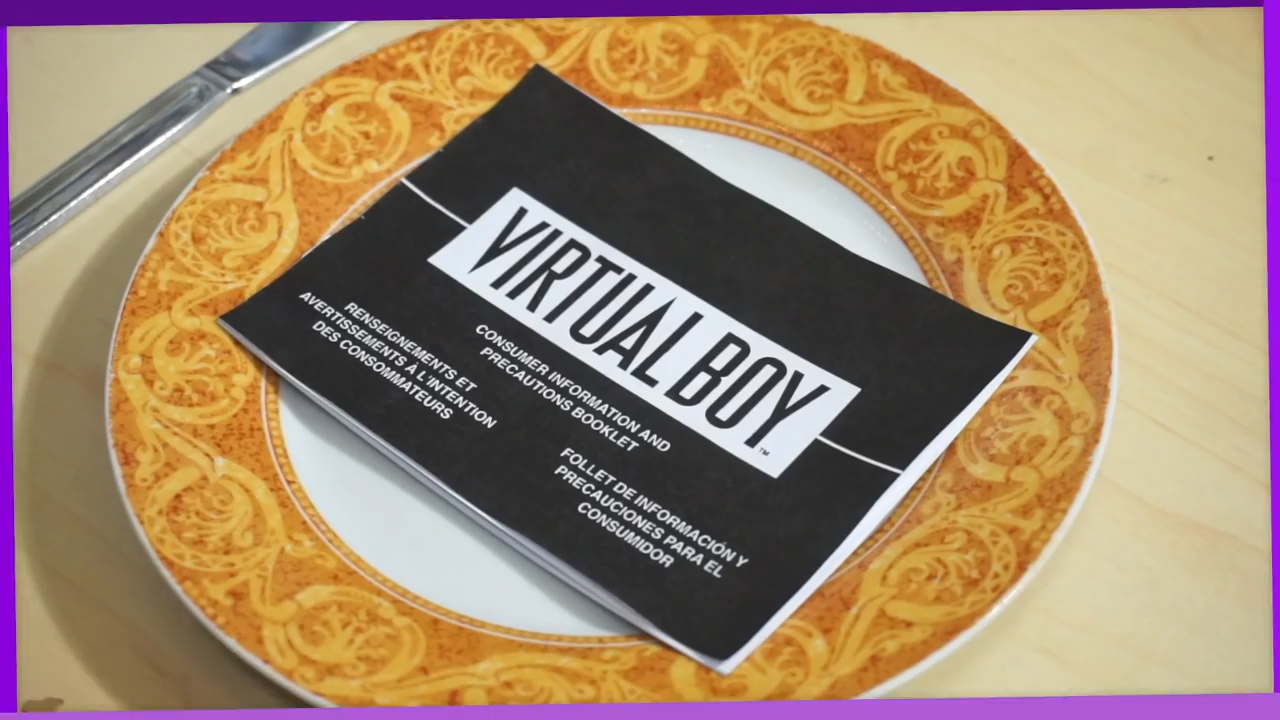 VIRTUAL BOY™
CONSUMER INFORMATION AND
PRECAUTIONS BOOKLET
RENSEIGNEMENTS ET
AVERTISSEMENTS À L'INTENTION
DES CONSOMMATEURS
FOLLET DE INFORMACIÓN Y
PRECAUCIONES PARA EL
CONSUMIDOR